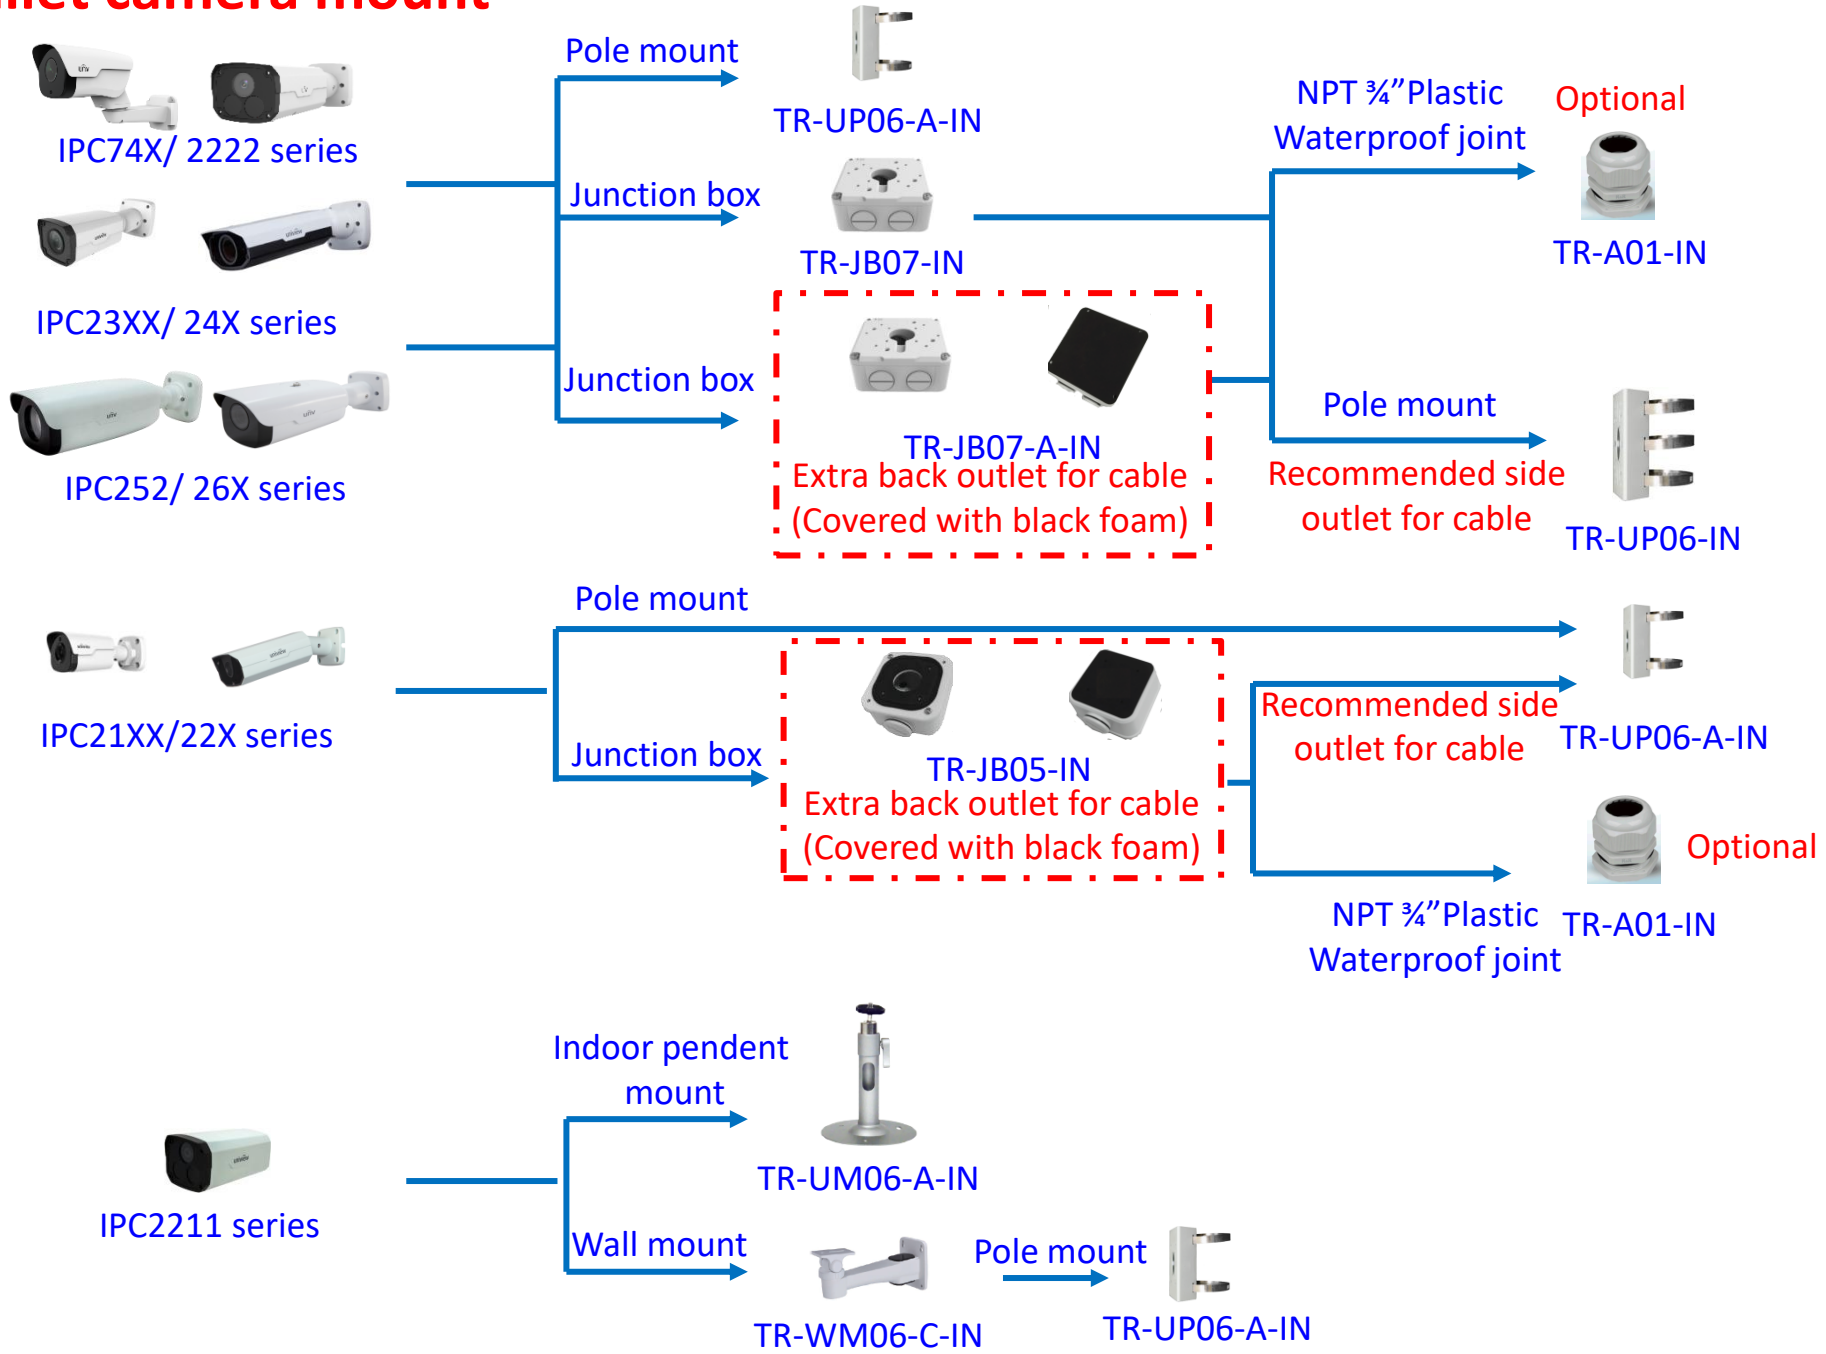 llet camera mount
Pole mount
TR-UP06-A-IN
NPT ¾”Plastic
Waterproof joint
Optional
TR-A01-IN
IPC74X/ 2222 series
Junction box
TR-JB07-IN
IPC23XX/ 24X series
Junction box
TR-JB07-A-IN
Extra back outlet for cable
(Covered with black foam)
Pole mount
Recommended side
outlet for cable
TR-UP06-IN
IPC252/ 26X series
Pole mount
IPC21XX/22X series
Junction box
TR-JB05-IN
Extra back outlet for cable
(Covered with black foam)
Recommended side
outlet for cable
TR-UP06-A-IN
Optional
NPT ¾”Plastic
Waterproof joint
TR-A01-IN
Indoor pendent
mount
TR-UM06-A-IN
IPC2211 series
Wall mount
TR-WM06-C-IN
Pole mount
TR-UP06-A-IN